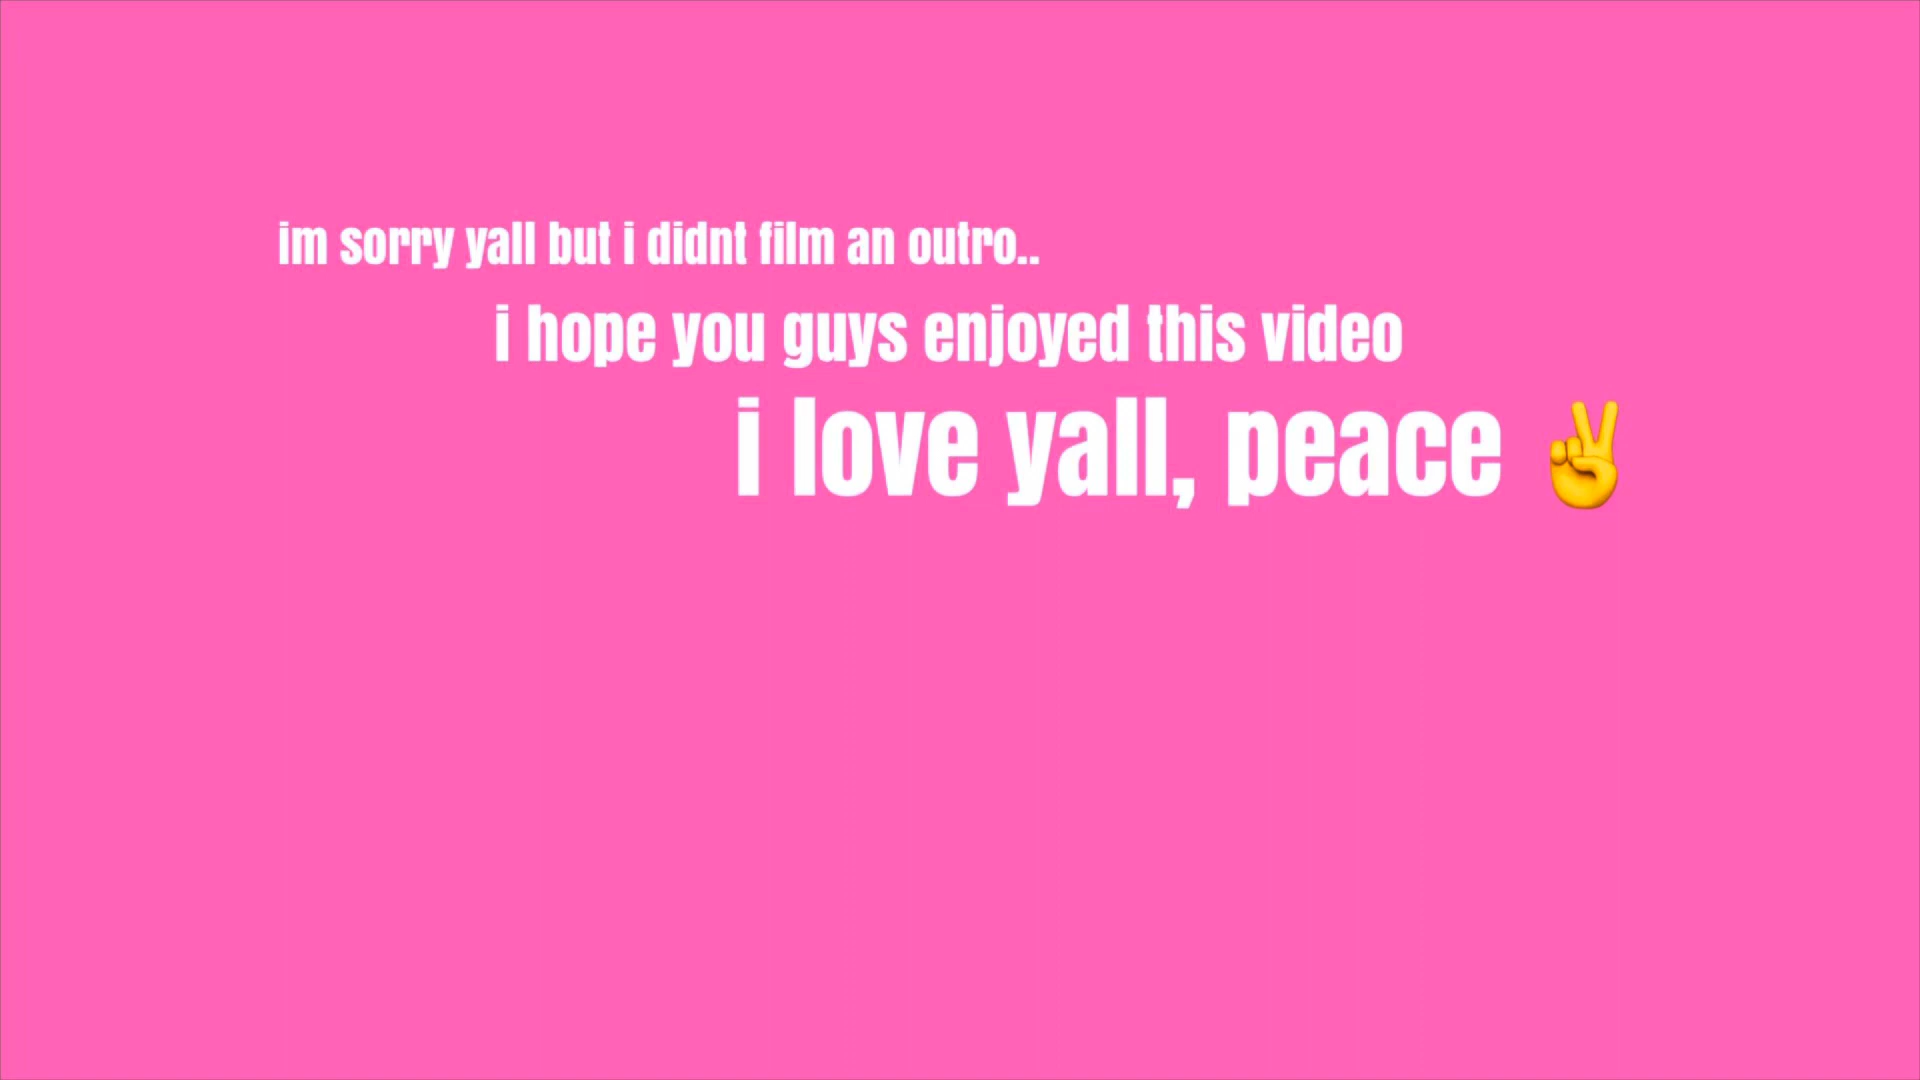 im sorry yall but i didnt film an outro..
i hope you guys enjoyed this video
i love yall, peace ✌️